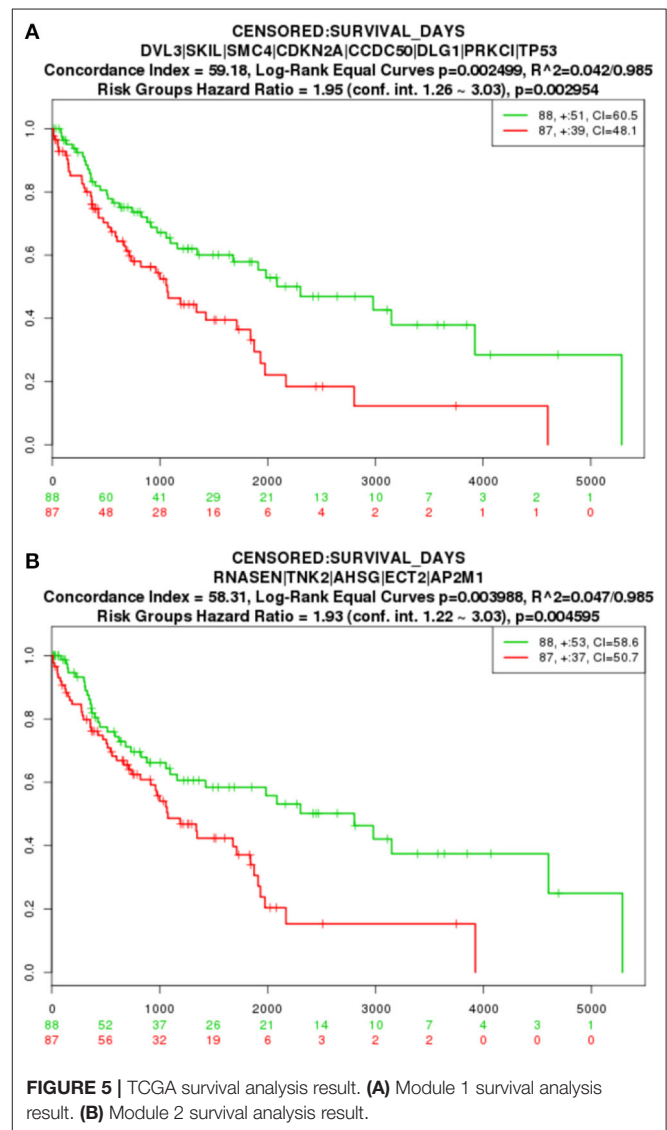 A
CENSORED:SURVIVAL_DAYS
DVL3|SKIL|SMC4|CDKN2A|CCDC50|DLG1|PRKCI|TP53
Concordance Index = 59.18, Log-Rank Equal Curves p=0.002499, R^2=0.042/0.985
Risk Groups Hazard Ratio = 1.95 (conf. int. 1.26 ~ 3.03), p=0.002954
88, +:51, CI=60.5
87, +:39, CI=48.1
1.0
0.8
0.6
0.4
0.2
0.0
0 1000 2000 3000 4000 5000
88 60 41 29 21 13 10 7 3 2 1
87 48 28 16 6 4 2 2 1 1 0
B
CENSORED:SURVIVAL_DAYS
RNASEN|TNK2|AHSG|ECT2|AP2M1
Concordance Index = 58.31, Log-Rank Equal Curves p=0.003988, R^2=0.047/0.985
Risk Groups Hazard Ratio = 1.93 (conf. int. 1.22 ~ 3.03), p=0.004595
88, +:53, CI=58.6
87, +:37, CI=50.7
1.0
0.8
0.6
0.4
0.2
0.0
0 1000 2000 3000 4000 5000
88 52 37 26 21 14 10 7 4 3 1
87 56 32 19 6 3 2 2 0 0 0
FIGURE 5 | TCGA survival analysis result. (A) Module 1 survival analysis
result. (B) Module 2 survival analysis result.